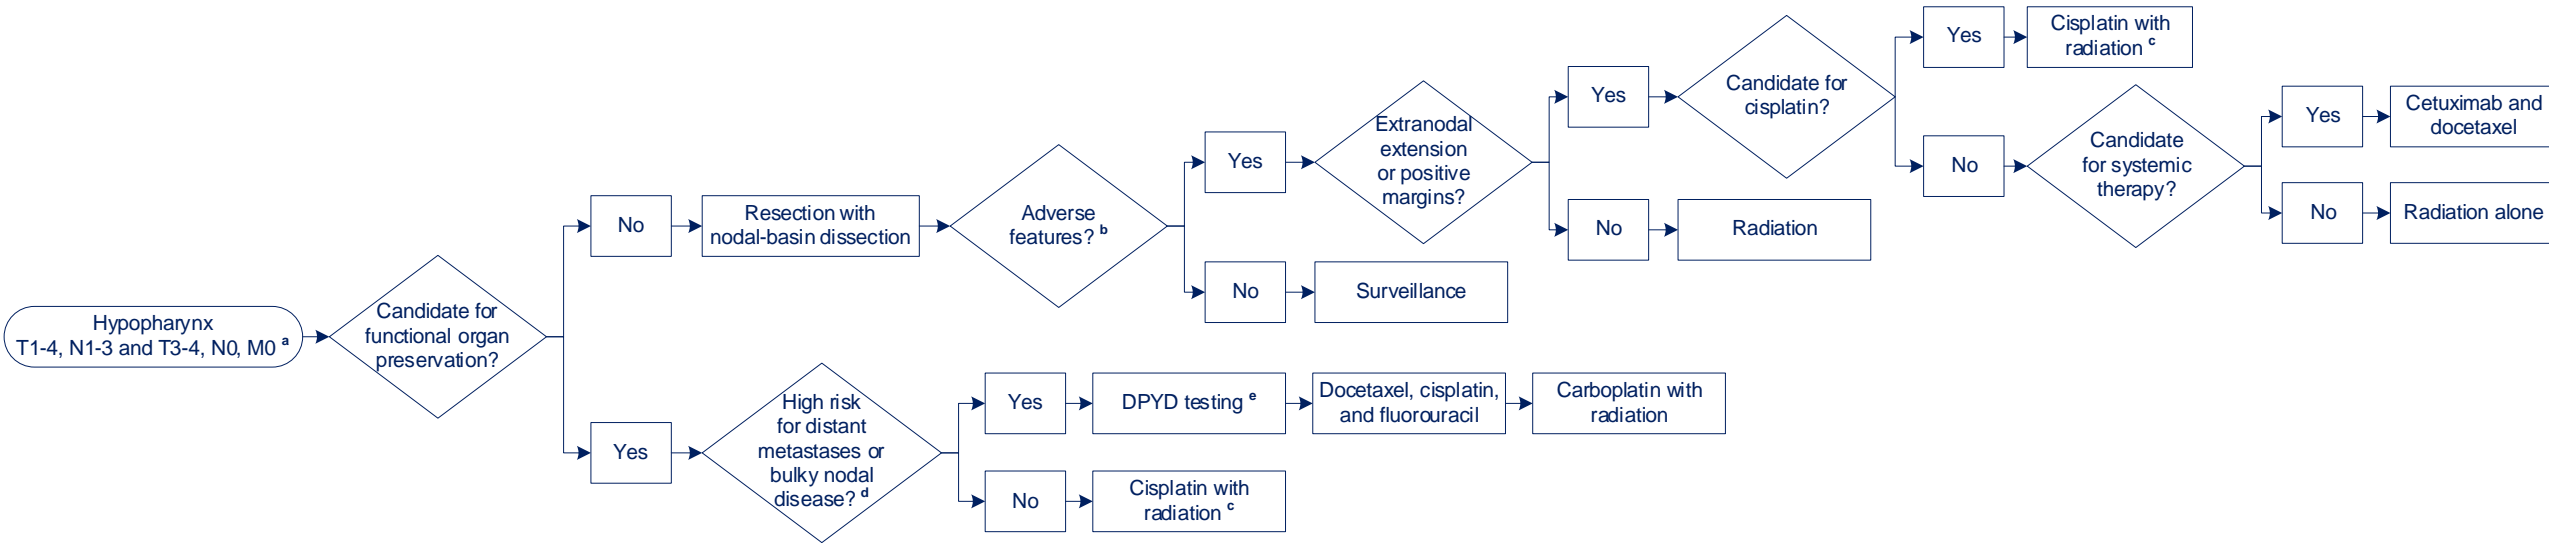 Hypopharynx
T1-4, N1-3 and T3-4, N0, M0 a
Candidate for
functional organ
preservation?
No
Resection with
nodal-basin dissection
Adverse
features? b
Yes
Extranodal
extension
or positive
margins?
Yes
Candidate for
cisplatin?
Yes
Cisplatin with
radiation c
No
Candidate
for systemic
therapy?
Yes
Cetuximab and
docetaxel
No
Radiation alone
No
Radiation
No
Surveillance
Yes
High risk
for distant
metastases or
bulky nodal
disease? d
Yes
DPYD testing e
Docetaxel, cisplatin,
and fluorouracil
Carboplatin with
radiation
No
Cisplatin with
radiation c